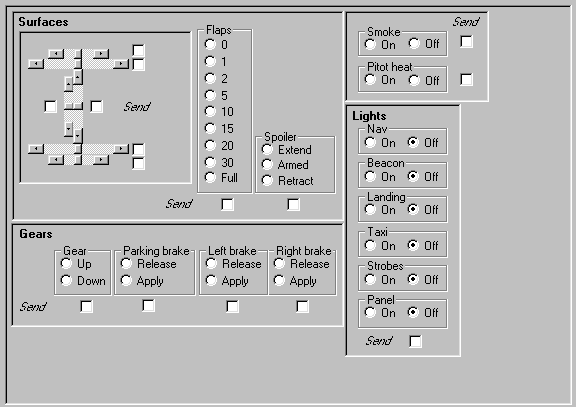 Surfaces
Send
Flaps
0
1
2
5
10
15
20
30
Full
Spoiler
Extend
Armed
Retract
Send
Gears
Gear
Up
Down
Parking brake
Release
Apply
Left brake
Release
Apply
Right brake
Release
Apply
Send
Send
Smoke
On Off
Pitot heat
On Off
Lights
Nav
On Off
Beacon
On Off
Landing
On Off
Taxi
On Off
Strobes
On Off
Panel
On Off
Send